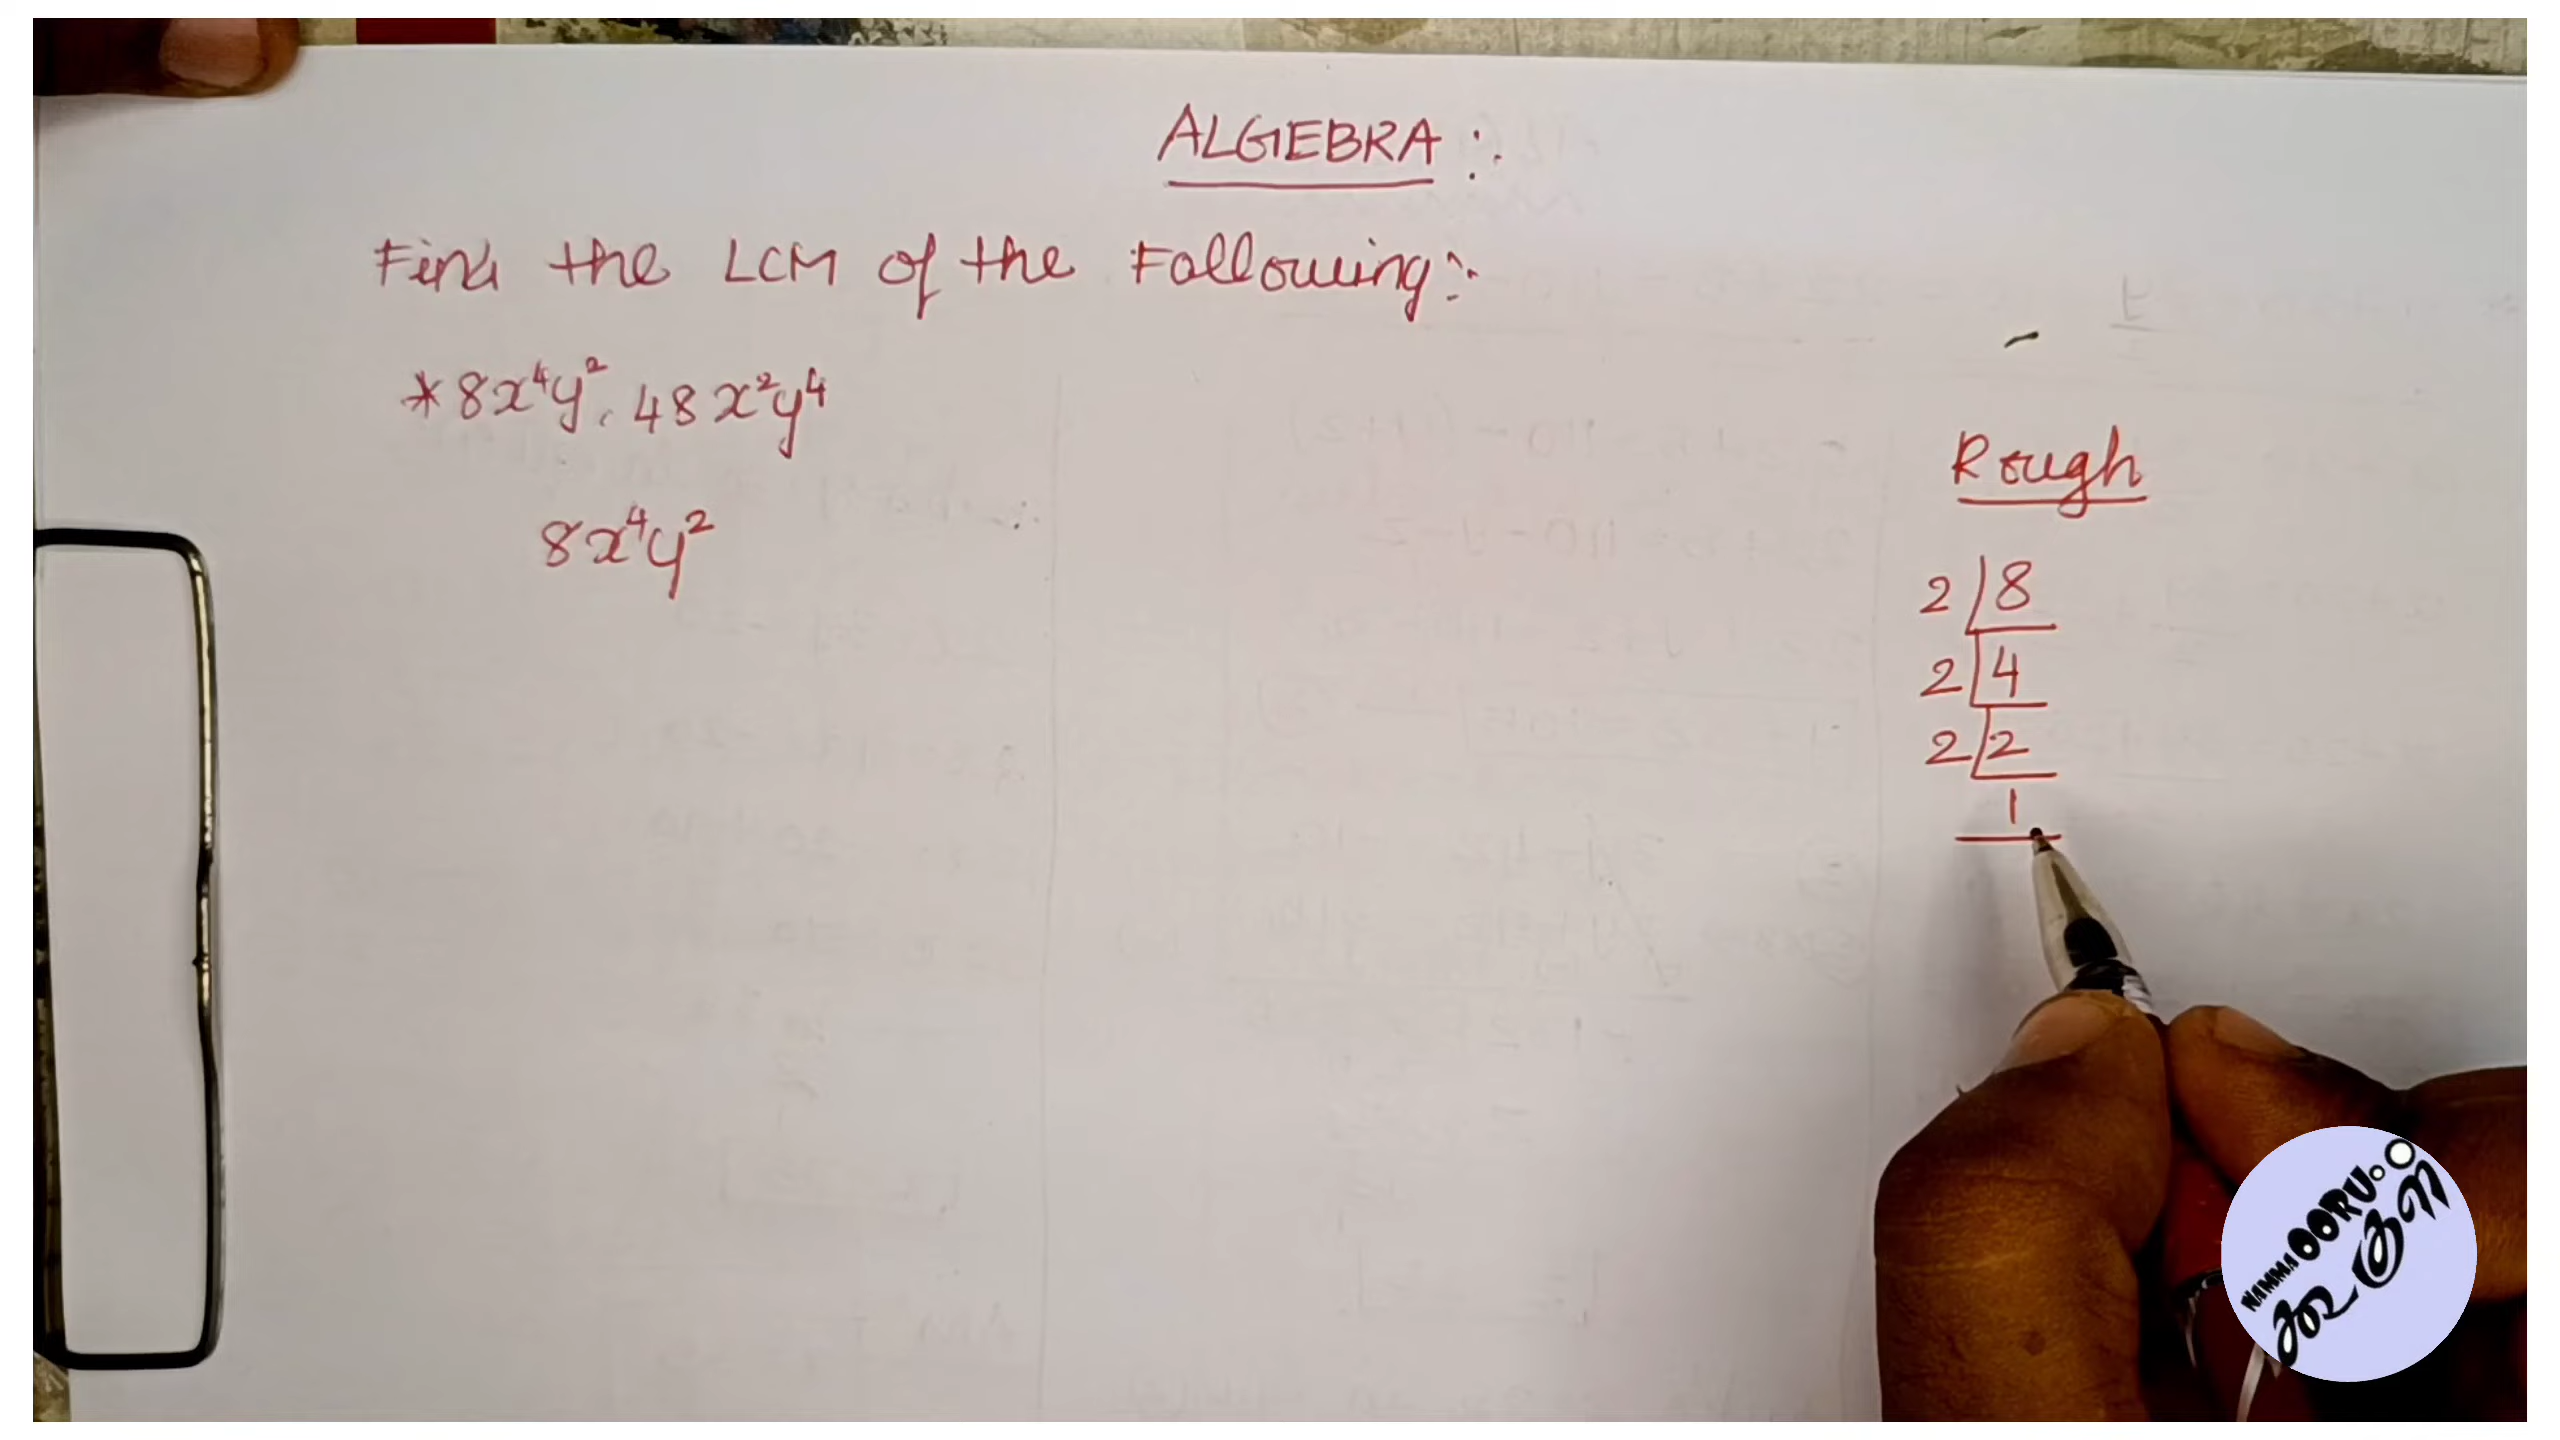 ALGEBRA :-
Find the LCM of the Following:-
* 8x⁴y², 48x²y⁴
8x⁴y²
Rough
2 | 8
2 | 4
2 | 2
1
NAMMA OORU